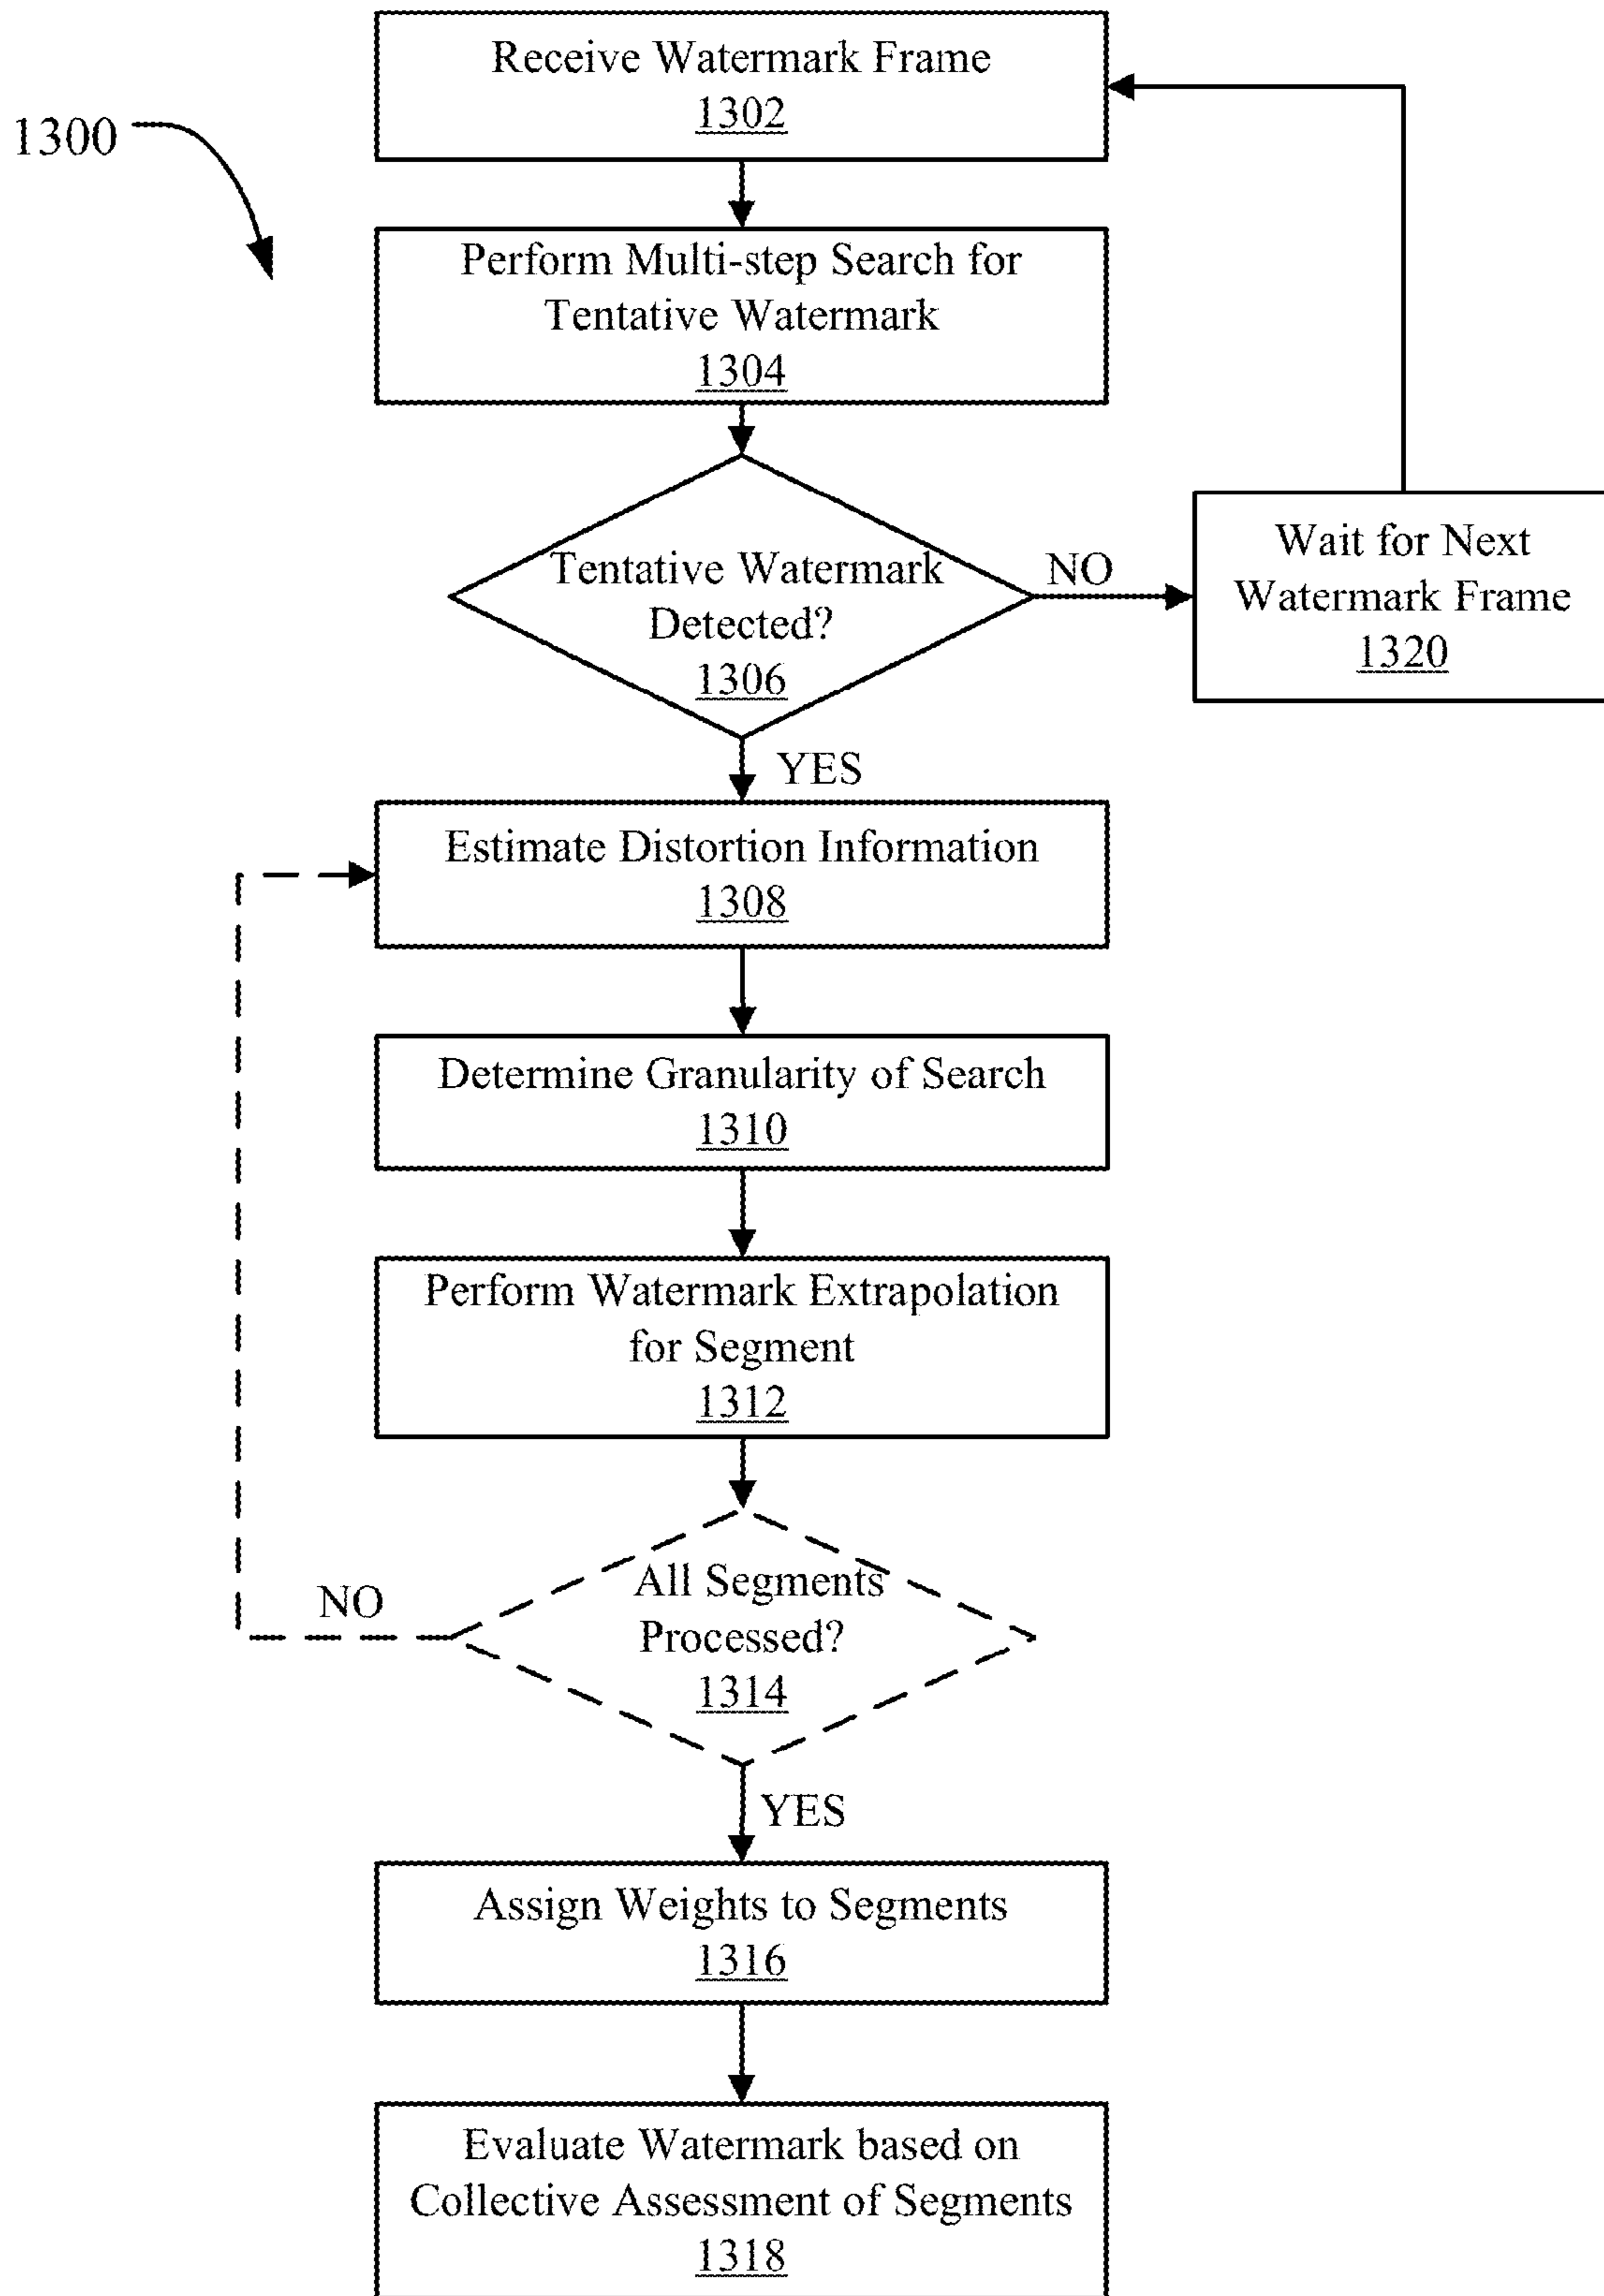 Receive Watermark Frame
1302
1300
Perform Multi-step Search for
Tentative Watermark
1304
Tentative Watermark
Detected?
1306
NO
Wait for Next
Watermark Frame
1320
YES
Estimate Distortion Information
1308
Determine Granularity of Search
1310
Perform Watermark Extrapolation
for Segment
1312
All Segments
Processed?
1314
NO
YES
Assign Weights to Segments
1316
Evaluate Watermark based on
Collective Assessment of Segments
1318